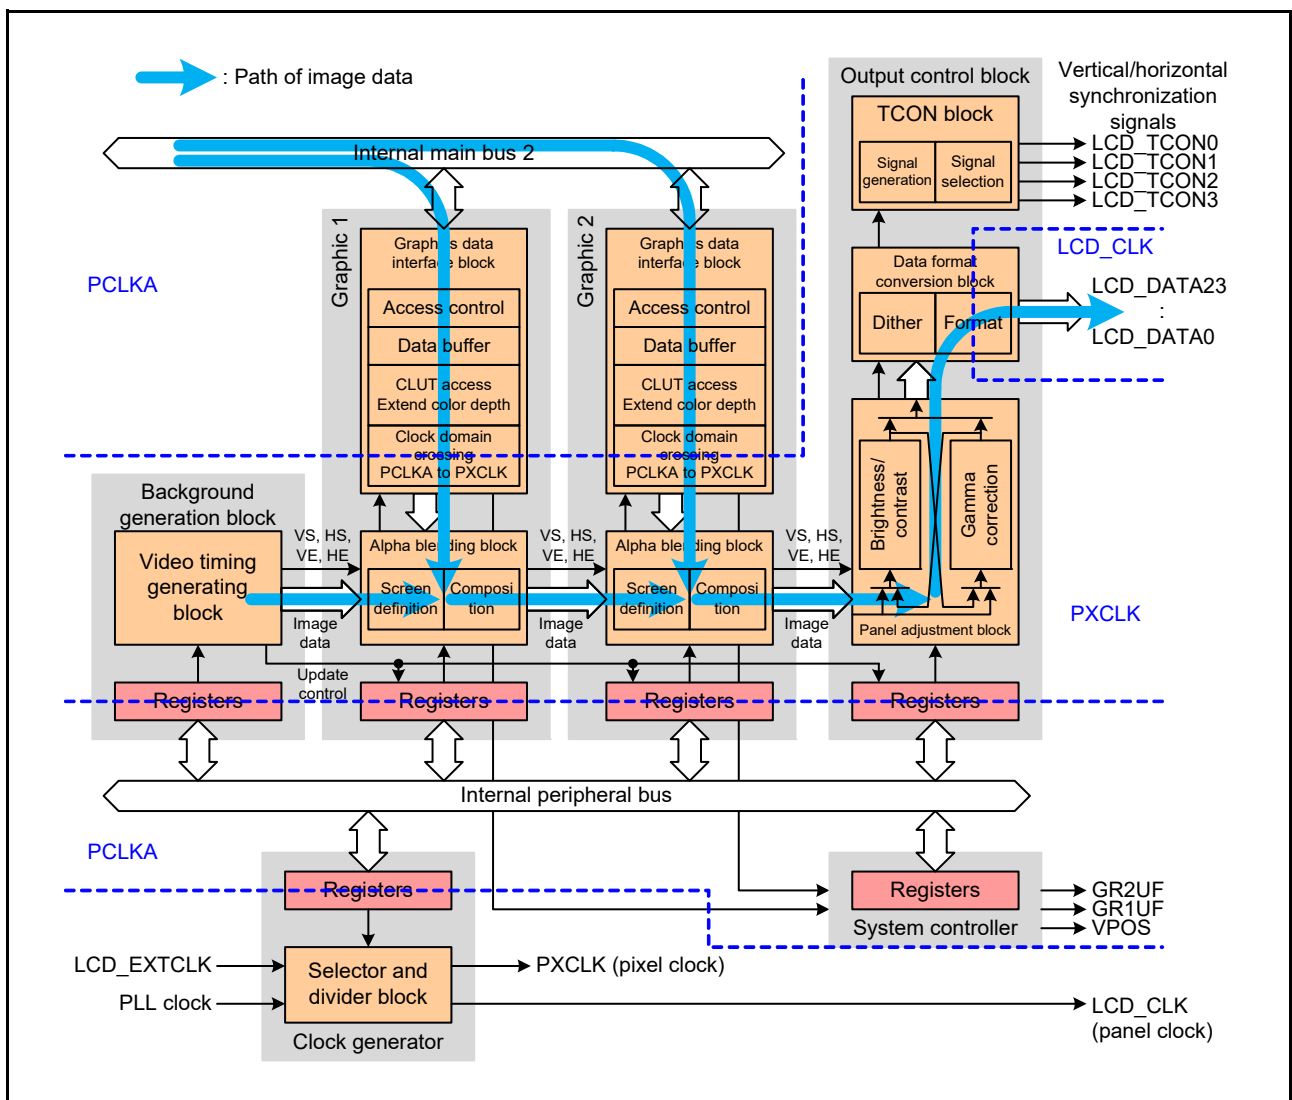 : Path of image data
Output control block
Vertical/horizontal
synchronization
signals
TCON block
Signal
generation
Signal
selection
LCD_TCON0
LCD_TCON1
LCD_TCON2
LCD_TCON3
Internal main bus 2
Graphic 1
Graphics data
interface block
Access control
Data buffer
CLUT access
Extend color depth
Clock domain
crossing
PCLKA to PXCLK
Graphic 2
Graphics data
interface block
Access control
Data buffer
CLUT access
Extend color depth
Clock domain
crossing
PCLKA to PXCLK
PCLKA
LCD_CLK
Data format
conversion block
Dither
Format
LCD_DATA23
:
LCD_DATA0
Background
generation block
Video timing
generating
block
VS, HS,
VE, HE
Image
data
Alpha blending block
Screen
definition
Composi
tion
VS, HS,
VE, HE
Image
data
Alpha blending block
Screen
definition
Composi
tion
VS, HS,
VE, HE
Image
data
Brightness/
contrast
Gamma
correction
Panel adjustment block
PXCLK
Update
control
Registers
Registers
Registers
Registers
Internal peripheral bus
PCLKA
Registers
Registers
System controller
GR2UF
GR1UF
VPOS
LCD_EXTCLK
PLL clock
Selector and
divider block
Clock generator
PXCLK (pixel clock)
LCD_CLK
(panel clock)